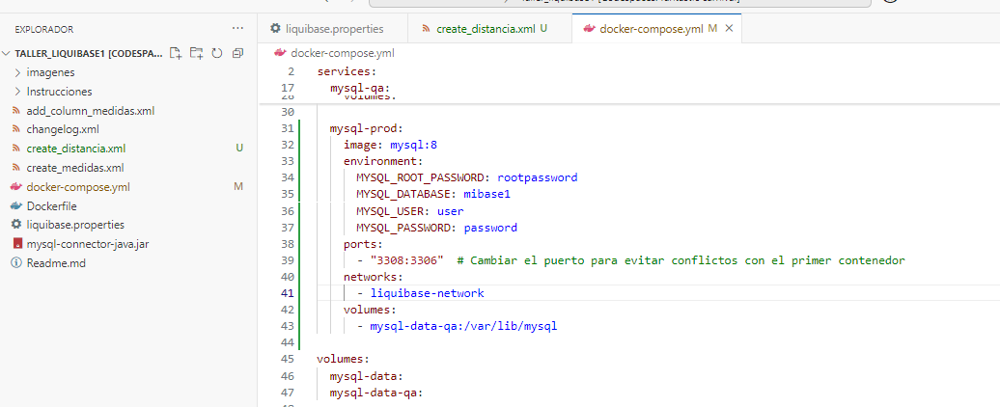 EXPLORADOR
TALLER_LIQUIBASE1 [CODESPA...
imagenes
Instrucciones
add_column_medidas.xml
changelog.xml
create_distancia.xml U
create_medidas.xml
docker-compose.yml M
Dockerfile
liquibase.properties
mysql-connector-java.jar
Readme.md
liquibase.properties
create_distancia.xml U
docker-compose.yml M
docker-compose.yml
2 services:
17 mysql-qa:
28 volumes:
30
31 mysql-prod:
32 image: mysql:8
33 environment:
34 MYSQL_ROOT_PASSWORD: rootpassword
35 MYSQL_DATABASE: mibase1
36 MYSQL_USER: user
37 MYSQL_PASSWORD: password
38 ports:
39 - "3308:3306" # Cambiar el puerto para evitar conflictos con el primer contenedor
40 networks:
41 - liquibase-network
42 volumes:
43 - mysql-data-qa:/var/lib/mysql
44
45 volumes:
46 mysql-data:
47 mysql-data-qa: